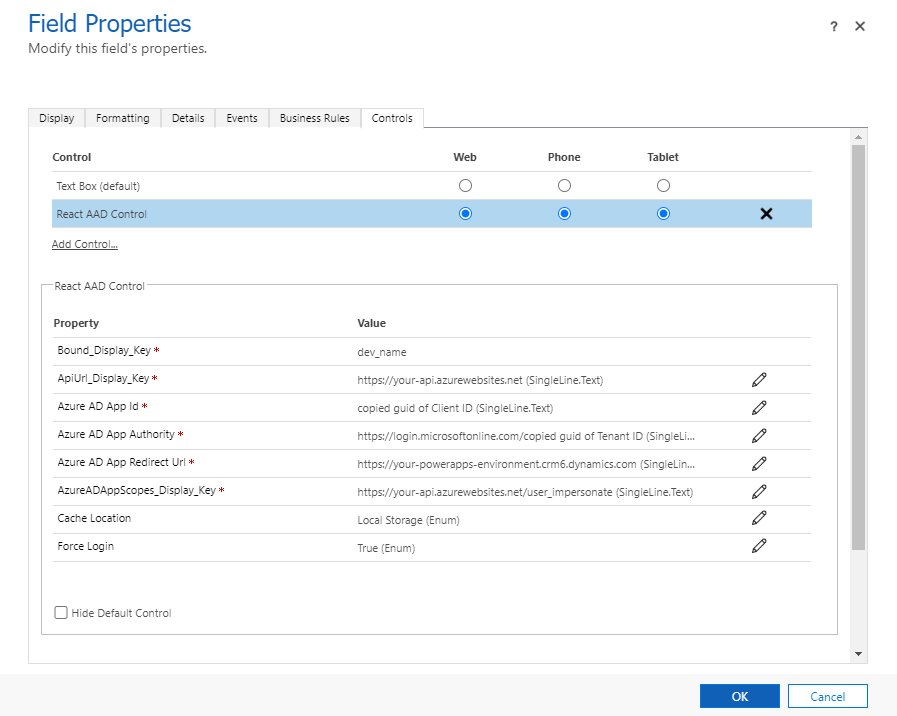 Field Properties
Modify this field's properties.
?
Display Formatting Details Events Business Rules Controls
Control Web Phone Tablet
Text Box (default)
React AAD Control
Add Control...
React AAD Control
Property Value
Bound_Display_Key * dev_name
ApiUrl_Display_Key * https://your-api.azurewebsites.net (SingleLine.Text)
Azure AD App Id * copied guid of Client ID (SingleLine.Text)
Azure AD App Authority * https://login.microsoftonline.com/copied guid of Tenant ID (SingleLi...
Azure AD App Redirect Url * https://your-powerapps-environment.crm6.dynamics.com (SingleLin...
AzureADAppScopes_Display_Key * https://your-api.azurewebsites.net/user_impersonate (SingleLine.Text)
Cache Location Local Storage (Enum)
Force Login True (Enum)
Hide Default Control
OK Cancel